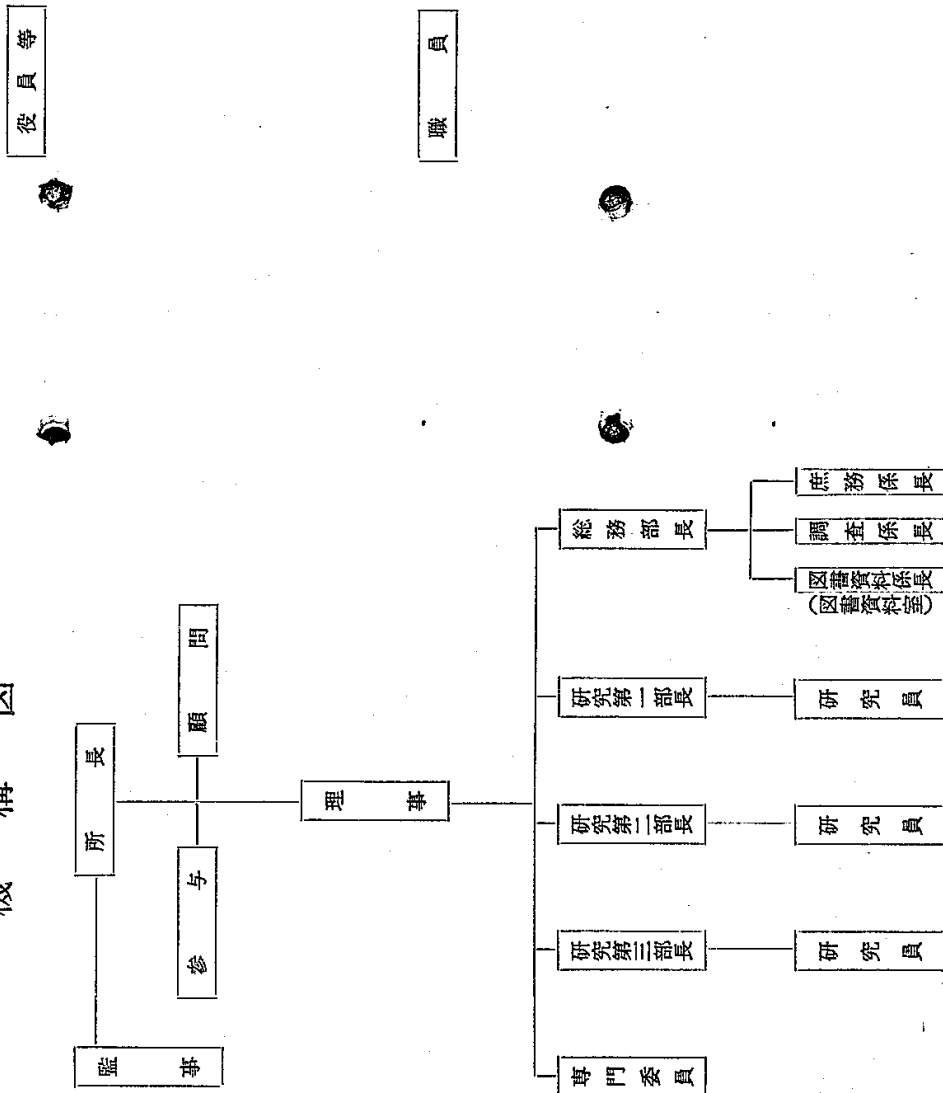 機構図
役員等
所長
監事
参与
顧問
理事
職員
専門委員
研究第三部長
研究第二部長
研究第一部長
総務部長
研究員
研究員
研究員
図書資料係長
(図書資料室)
調査係長
庶務係長